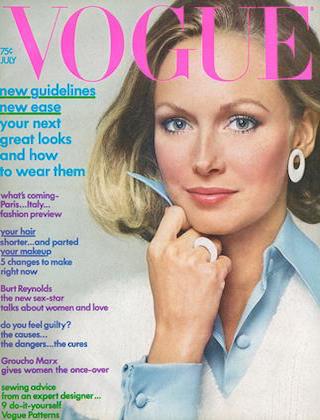 VOGUE
75¢
JULY
new guidelines
new ease
your next
great looks
and how
to wear them
what's coming-
Paris...Italy...
fashion preview
your hair
shorter...and parted
your makeup
5 changes to make
right now
Burt Reynolds
the new sex-star
talks about women and love
do you feel guilty?
the causes...
the dangers...the cures
Groucho Marx
gives women the once-over
sewing advice
from an expert designer...
9 do-it-yourself
Vogue Patterns